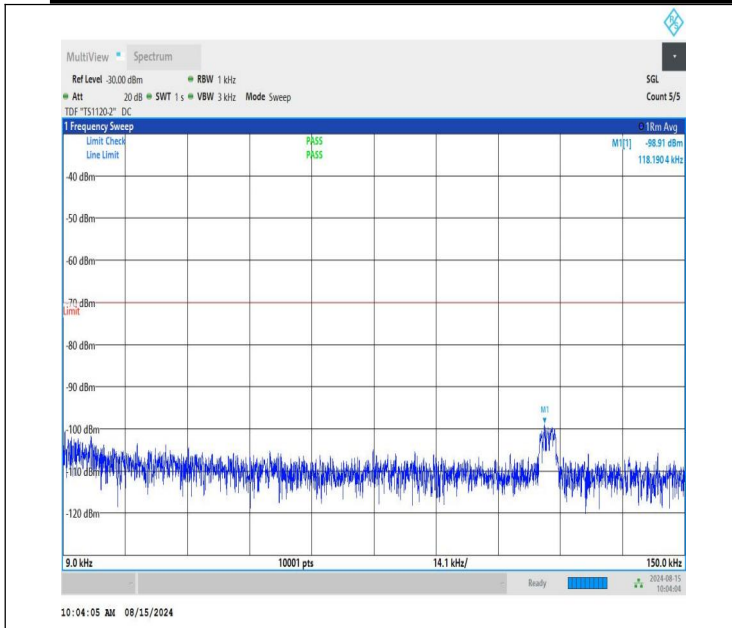 MultiView Spectrum
Ref Level -30.00 dBm RBW 1 kHz SGL
Att 20 dB SWT 1 s VBW 3 kHz Mode Sweep Count 5/5
TDF "TS1120-2" DC
1 Frequency Sweep 1Rm Avg
Limit Check PASS M1[1] -98.91 dBm
Line Limit PASS 118.190 4 kHz
-40 dBm
-50 dBm
-60 dBm
-70 dBm
Limit
-80 dBm
-90 dBm
M1
-100 dBm
-110 dBm
-120 dBm
9.0 kHz 10001 pts 14.1 kHz/ 150.0 kHz
Ready 2024-08-15
10:04:04
10:04:05 AM 08/15/2024